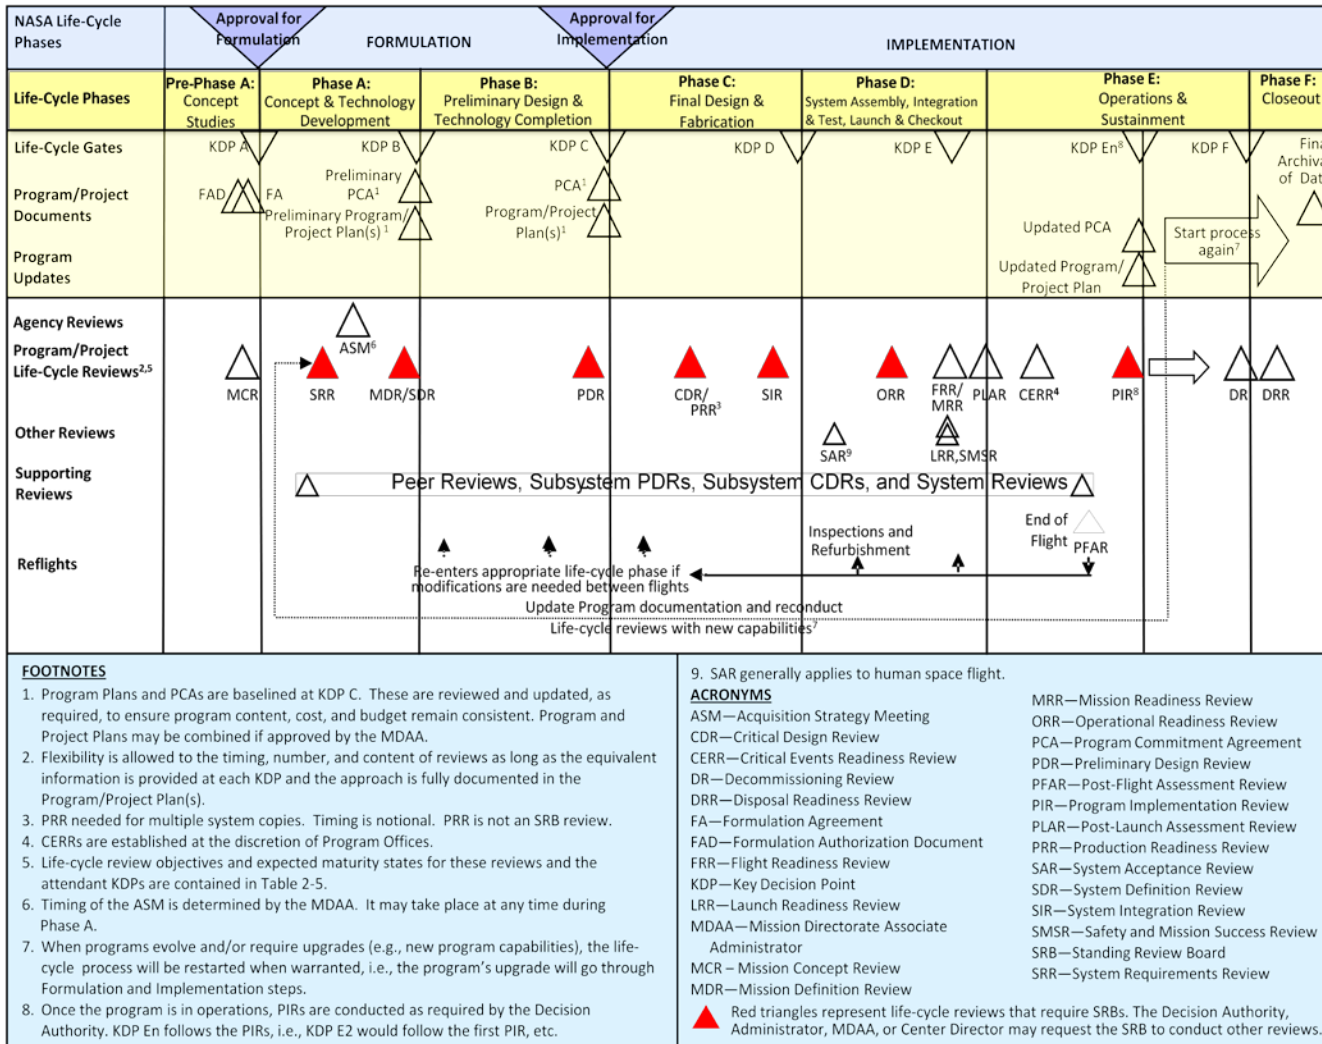 NASA Life-Cycle
Phases
Approval for
Formulation
FORMULATION
Approval for
Implementation
IMPLEMENTATION
Life-Cycle Phases
Pre-Phase A:
Concept
Studies
Phase A:
Concept & Technology
Development
Phase B:
Preliminary Design &
Technology Completion
Phase C:
Final Design &
Fabrication
Phase D:
System Assembly, Integration
& Test, Launch & Checkout
Phase E:
Operations &
Sustainment
Phase F:
Closeout
Life-Cycle Gates
KDP A
KDP B
KDP C
KDP D
KDP E
KDP En⁸
KDP F
Program/Project
Documents
FAD
FA
Preliminary
PCA¹
Preliminary Program/
Project Plan(s) ¹
PCA¹
Program/Project
Plan(s)¹
Fina
Archiva
of Dat
Program
Updates
Updated PCA
Updated Program/
Project Plan
Start process
again⁷
Agency Reviews
ASM⁶
Program/Project
Life-Cycle Reviews²,⁵
MCR
SRR
MDR/SDR
PDR
CDR/
PRR³
SIR
ORR
FRR/
MRR
PLAR
CERR⁴
PIR⁸
DR
DRR
Other Reviews
SAR⁹
LRR,SMSR
Supporting
Reviews
Peer Reviews, Subsystem PDRs, Subsystem CDRs, and System Reviews
Reflights
Re-enters appropriate life-cycle phase if
modifications are needed between flights
Inspections and
Refurbishment
End of
Flight
PFAR
Update Program documentation and reconduct
Life-cycle reviews with new capabilities⁷
FOOTNOTES
1. Program Plans and PCAs are baselined at KDP C. These are reviewed and updated, as
required, to ensure program content, cost, and budget remain consistent. Program and
Project Plans may be combined if approved by the MDAA.
2. Flexibility is allowed to the timing, number, and content of reviews as long as the equivalent
information is provided at each KDP and the approach is fully documented in the
Program/Project Plan(s).
3. PRR needed for multiple system copies. Timing is notional. PRR is not an SRB review.
4. CERRs are established at the discretion of Program Offices.
5. Life-cycle review objectives and expected maturity states for these reviews and the
attendant KDPs are contained in Table 2-5.
6. Timing of the ASM is determined by the MDAA. It may take place at any time during
Phase A.
7. When programs evolve and/or require upgrades (e.g., new program capabilities), the life-
cycle process will be restarted when warranted, i.e., the program's upgrade will go through
Formulation and Implementation steps.
8. Once the program is in operations, PIRs are conducted as required by the Decision
Authority. KDP En follows the PIRs, i.e., KDP E2 would follow the first PIR, etc.
9. SAR generally applies to human space flight.
ACRONYMS
ASM—Acquisition Strategy Meeting
CDR—Critical Design Review
CERR—Critical Events Readiness Review
DR—Decommissioning Review
DRR—Disposal Readiness Review
FA—Formulation Agreement
FAD—Formulation Authorization Document
FRR—Flight Readiness Review
KDP—Key Decision Point
LRR—Launch Readiness Review
MDAA—Mission Directorate Associate
Administrator
MCR – Mission Concept Review
MDR—Mission Definition Review
MRR—Mission Readiness Review
ORR—Operational Readiness Review
PCA—Program Commitment Agreement
PDR—Preliminary Design Review
PFAR—Post-Flight Assessment Review
PIR—Program Implementation Review
PLAR—Post-Launch Assessment Review
PRR—Production Readiness Review
SAR—System Acceptance Review
SDR—System Definition Review
SIR—System Integration Review
SMSR—Safety and Mission Success Review
SRB—Standing Review Board
SRR—System Requirements Review
Red triangles represent life-cycle reviews that require SRBs. The Decision Authority,
Administrator, MDAA, or Center Director may request the SRB to conduct other reviews.